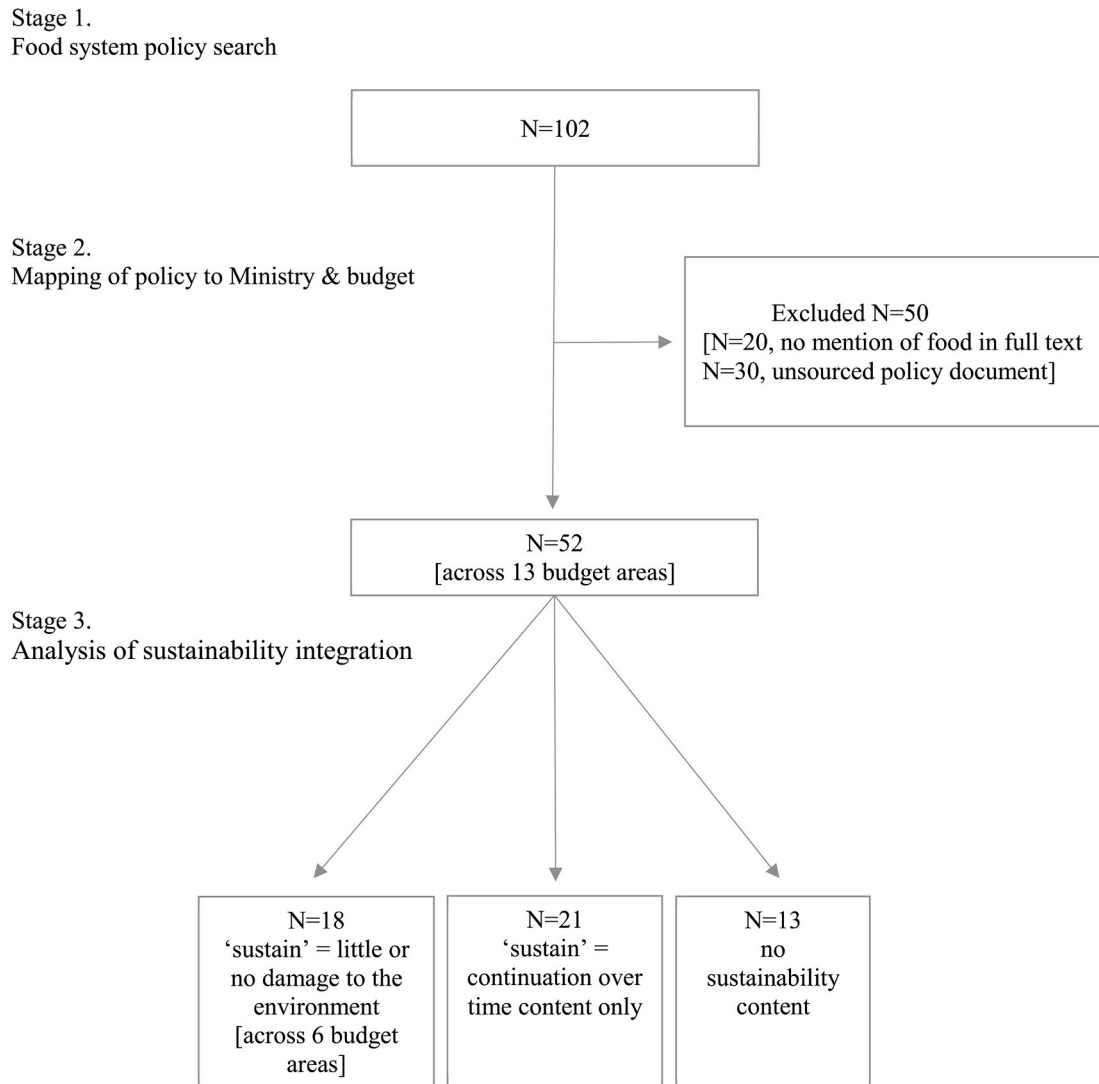 Stage 1.
Food system policy search
N=102
Stage 2.
Mapping of policy to Ministry & budget
Excluded N=50
[N=20, no mention of food in full text
N=30, unsourced policy document]
N=52
[across 13 budget areas]
Stage 3.
Analysis of sustainability integration
N=18
‘sustain’ = little or
no damage to the
environment
[across 6 budget
areas]
N=21
‘sustain’ =
continuation over
time content only
N=13
no
sustainability
content